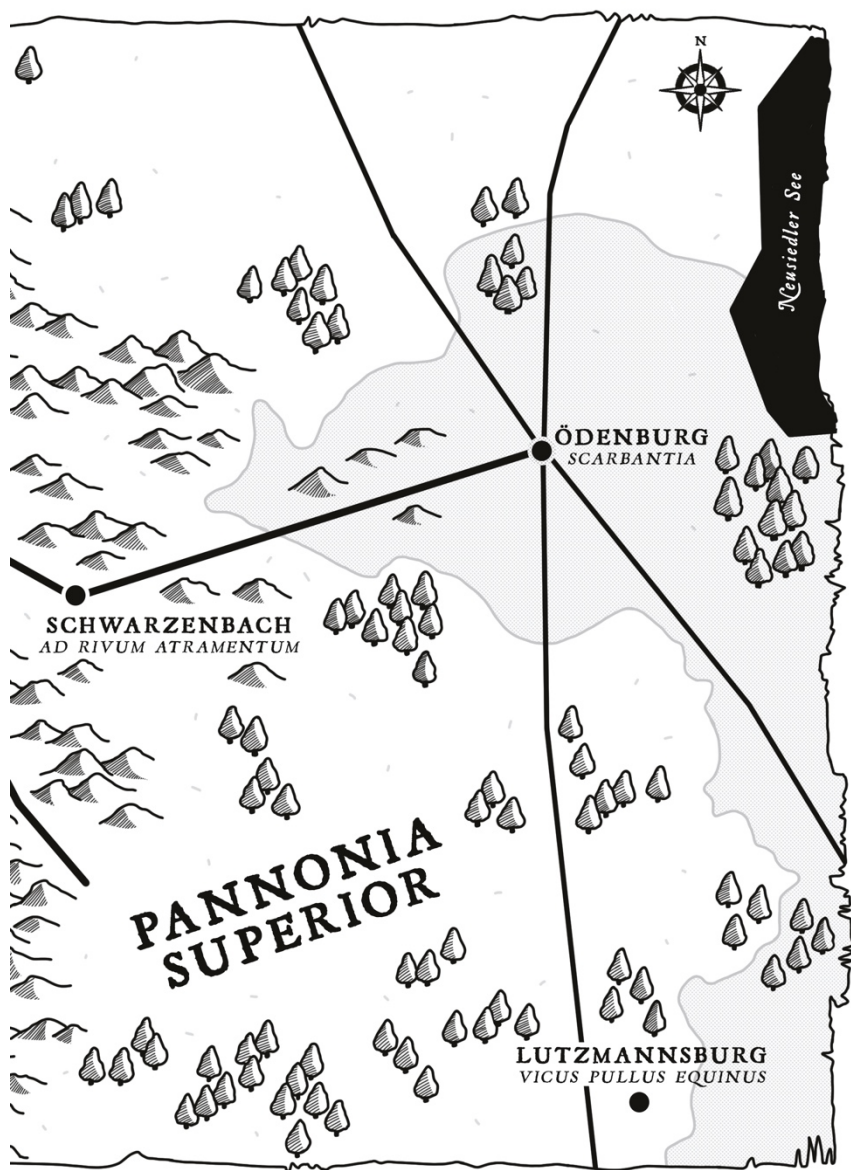 N
Neusiedler See
ÖDENBURG
SCARBANTIA
SCHWARZENBACH
AD RIVUM ATRAMENTUM
PANNONIA
SUPERIOR
LUTZMANNSBURG
VICUS PULLUS EQUINUS